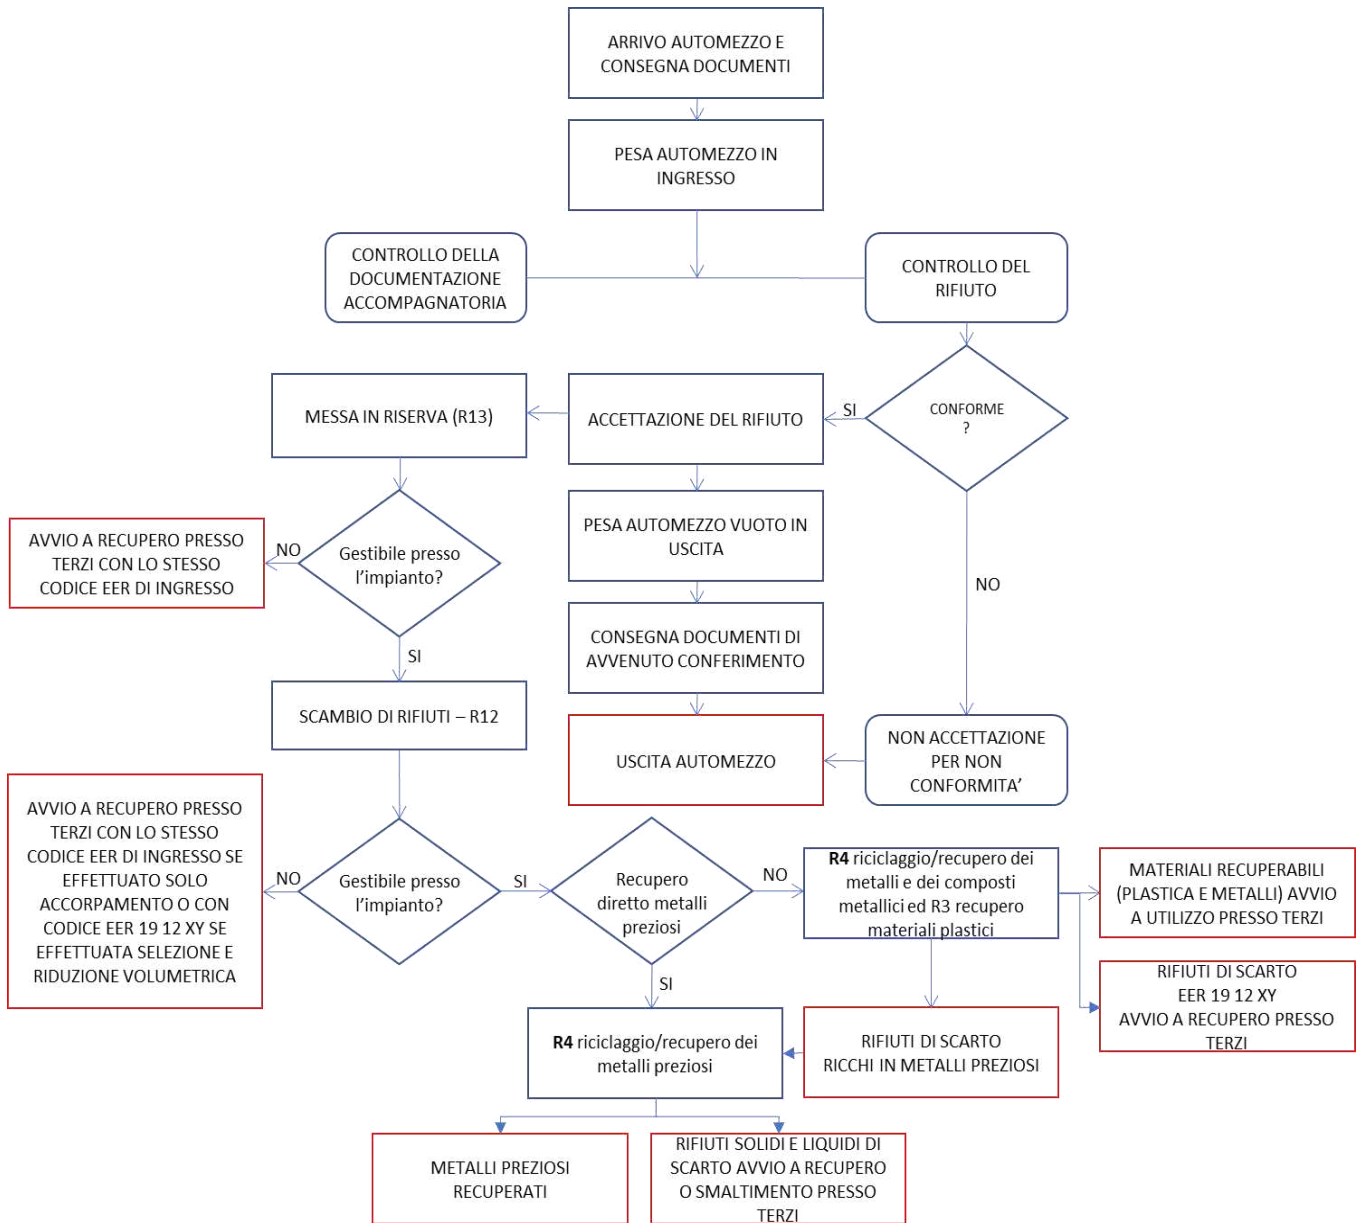 ARRIVO AUTOMEZZO E
CONSEGNA DOCUMENTI
PESA AUTOMEZZO IN
INGRESSO
CONTROLLO DELLA
DOCUMENTAZIONE
ACCOMPAGNATORIA
CONTROLLO DEL
RIFIUTO
MESSA IN RISERVA (R13)
ACCETTAZIONE DEL RIFIUTO
SI
CONFORME
?
AVVIO A RECUPERO PRESSO
TERZI CON LO STESSO
CODICE EER DI INGRESSO
NO
Gestibile presso
l’impianto?
PESA AUTOMEZZO VUOTO IN
USCITA
NO
SI
CONSEGNA DOCUMENTI DI
AVVENUTO CONFERIMENTO
SCAMBIO DI RIFIUTI – R12
USCITA AUTOMEZZO
NON ACCETTAZIONE
PER NON
CONFORMITA’
AVVIO A RECUPERO PRESSO
TERZI CON LO STESSO
CODICE EER DI INGRESSO SE
EFFETTUATO SOLO
ACCORPAMENTO O CON
CODICE EER 19 12 XY SE
EFFETTUATA SELEZIONE E
RIDUZIONE VOLUMETRICA
NO
Gestibile presso
l’impianto?
SI
Recupero
diretto metalli
preziosi
NO
R4 riciclaggio/recupero dei
metalli e dei composti
metallici ed R3 recupero
materiali plastici
MATERIALI RECUPERABILI
(PLASTICA E METALLI) AVVIO
A UTILIZZO PRESSO TERZI
SI
RIFIUTI DI SCARTO
EER 19 12 XY
AVVIO A RECUPERO PRESSO
TERZI
R4 riciclaggio/recupero dei
metalli preziosi
RIFIUTI DI SCARTO
RICCHI IN METALLI PREZIOSI
METALLI PREZIOSI
RECUPERATI
RIFIUTI SOLIDI E LIQUIDI DI
SCARTO AVVIO A RECUPERO
O SMALTIMENTO PRESSO
TERZI